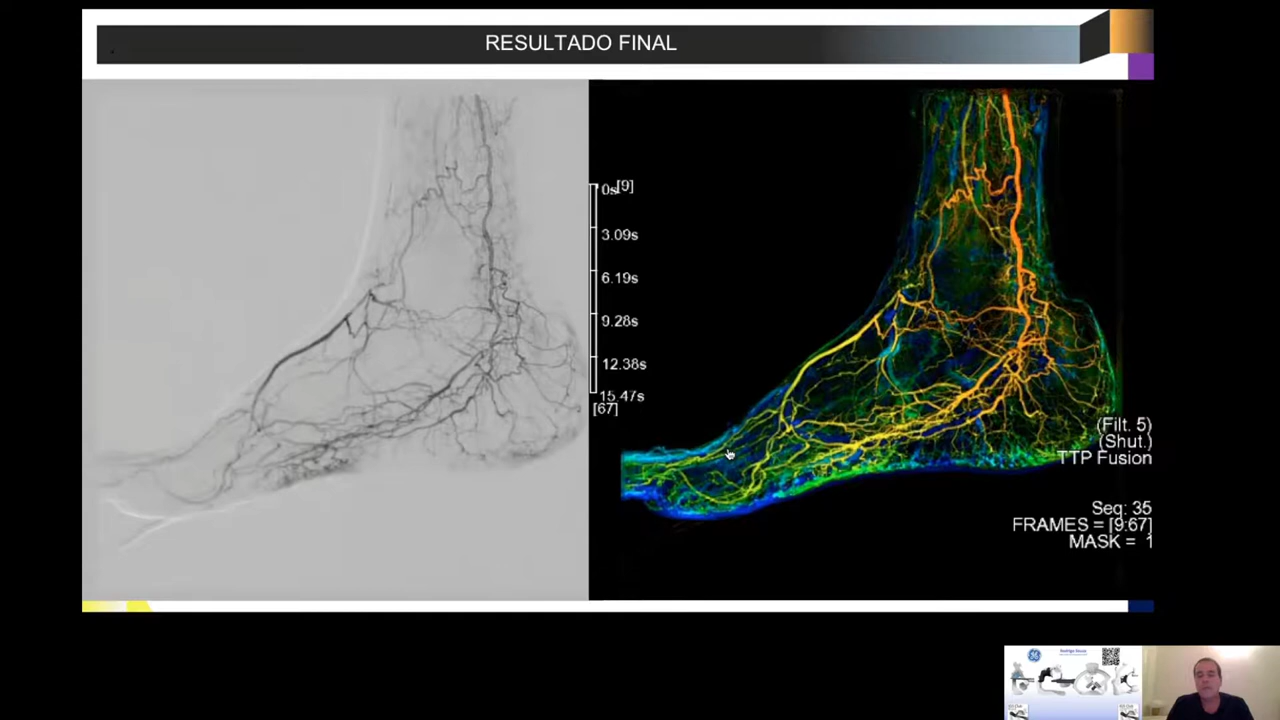 RESULTADO FINAL
0s [9]
3.09s
6.19s
9.28s
12.38s
15.47s
[67]
(Filt. 5)
(Shut.)
TTP Fusion
Seq: 35
FRAMES = [9:67]
MASK = 1